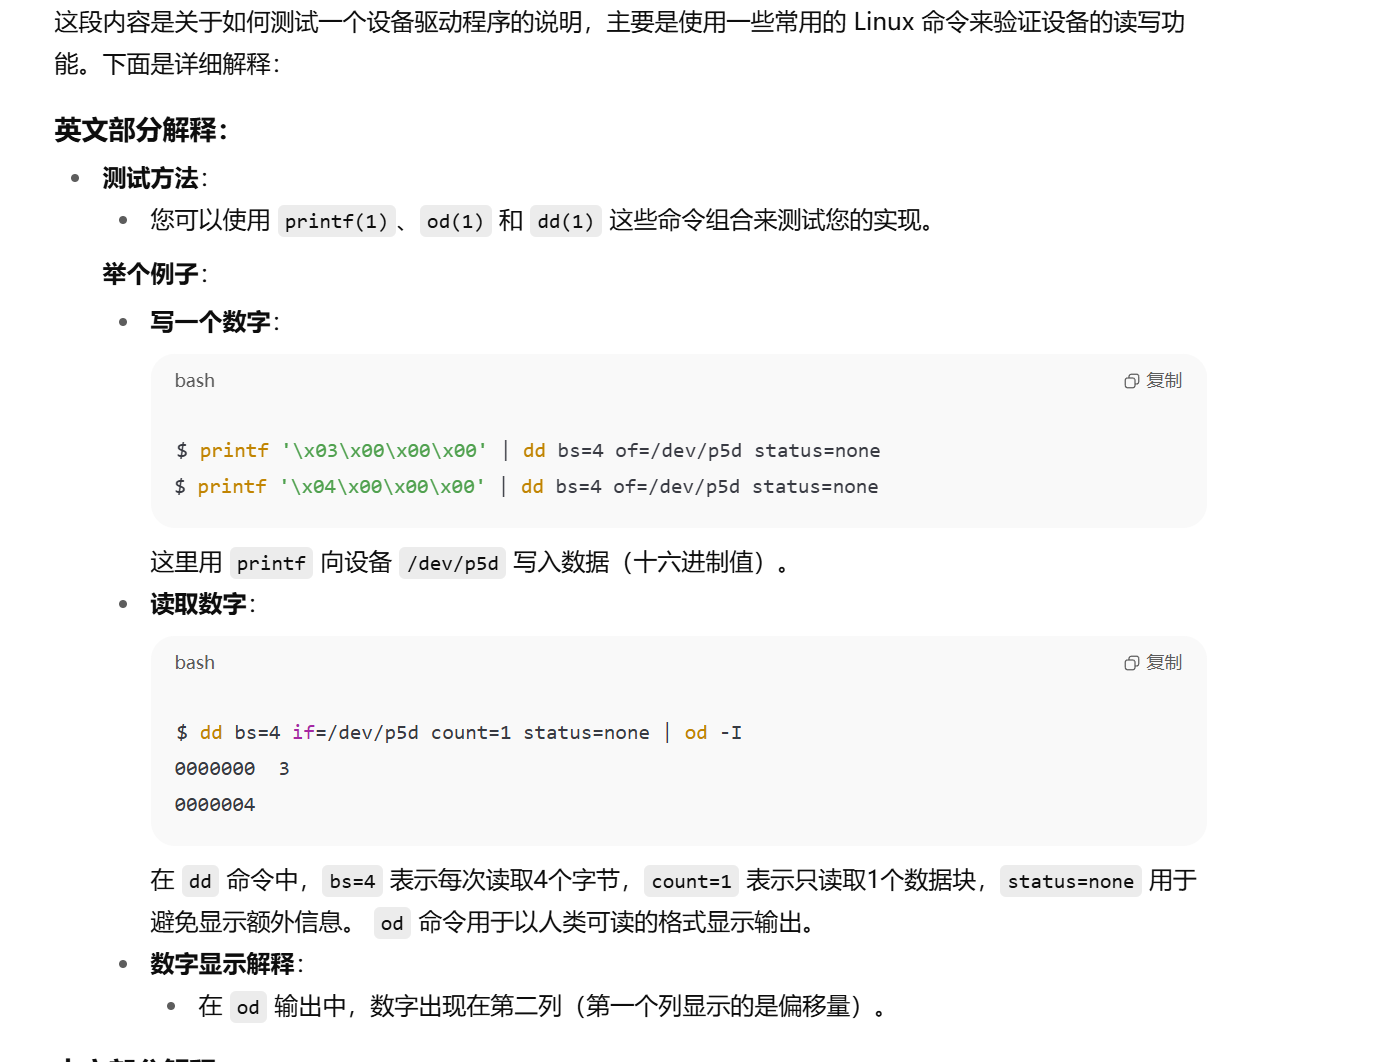 这段内容是关于如何测试一个设备驱动程序的说明，主要是使用一些常用的 Linux 命令来验证设备的读写功
能。下面是详细解释：
英文部分解释：
测试方法：
您可以使用 printf(1)、od(1) 和 dd(1) 这些命令组合来测试您的实现。
举个例子：
写一个数字：
bash 复制
$ printf '\x03\x00\x00\x00' | dd bs=4 of=/dev/p5d status=none
$ printf '\x04\x00\x00\x00' | dd bs=4 of=/dev/p5d status=none
这里用 printf 向设备 /dev/p5d 写入数据（十六进制值）。
读取数字：
bash 复制
$ dd bs=4 if=/dev/p5d count=1 status=none | od -I
0000000  3
0000004
在 dd 命令中，bs=4 表示每次读取4个字节，count=1 表示只读取1个数据块，status=none 用于
避免显示额外信息。 od 命令用于以人类可读的格式显示输出。
数字显示解释：
在 od 输出中，数字出现在第二列（第一个列显示的是偏移量）。